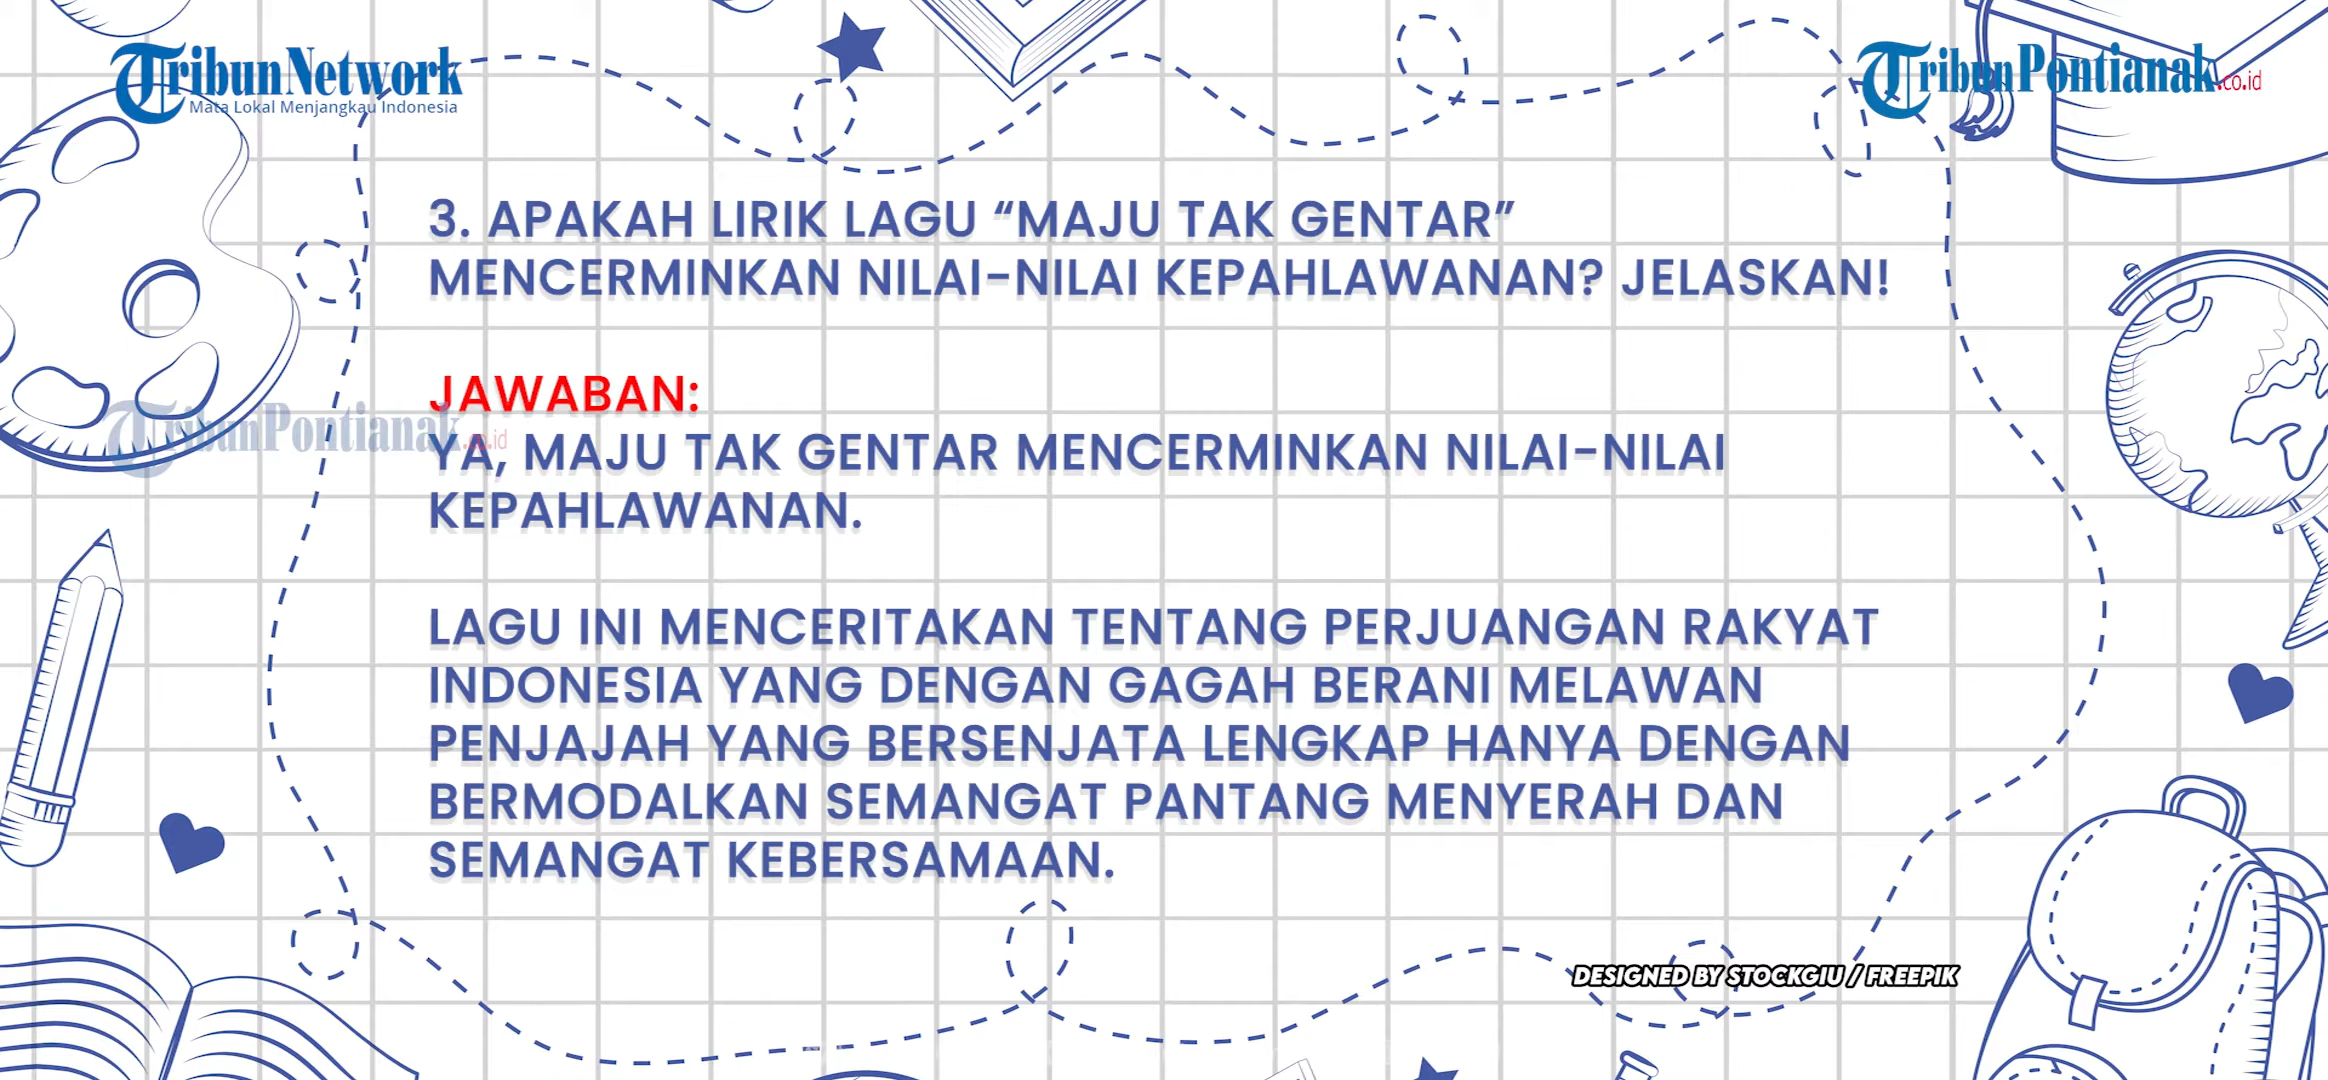 TribunNetwork
Mata Lokal Menjangkau Indonesia
TribunPontianak.co.id
3. APAKAH LIRIK LAGU “MAJU TAK GENTAR”
MENCERMINKAN NILAI-NILAI KEPAHLAWANAN? JELASKAN!
JAWABAN:
TribunPontianak.co.id
YA, MAJU TAK GENTAR MENCERMINKAN NILAI-NILAI
KEPAHLAWANAN.
LAGU INI MENCERITAKAN TENTANG PERJUANGAN RAKYAT
INDONESIA YANG DENGAN GAGAH BERANI MELAWAN
PENJAJAH YANG BERSENJATA LENGKAP HANYA DENGAN
BERMODALKAN SEMANGAT PANTANG MENYERAH DAN
SEMANGAT KEBERSAMAAN.
DESIGNED BY STOCKGIU / FREEPIK